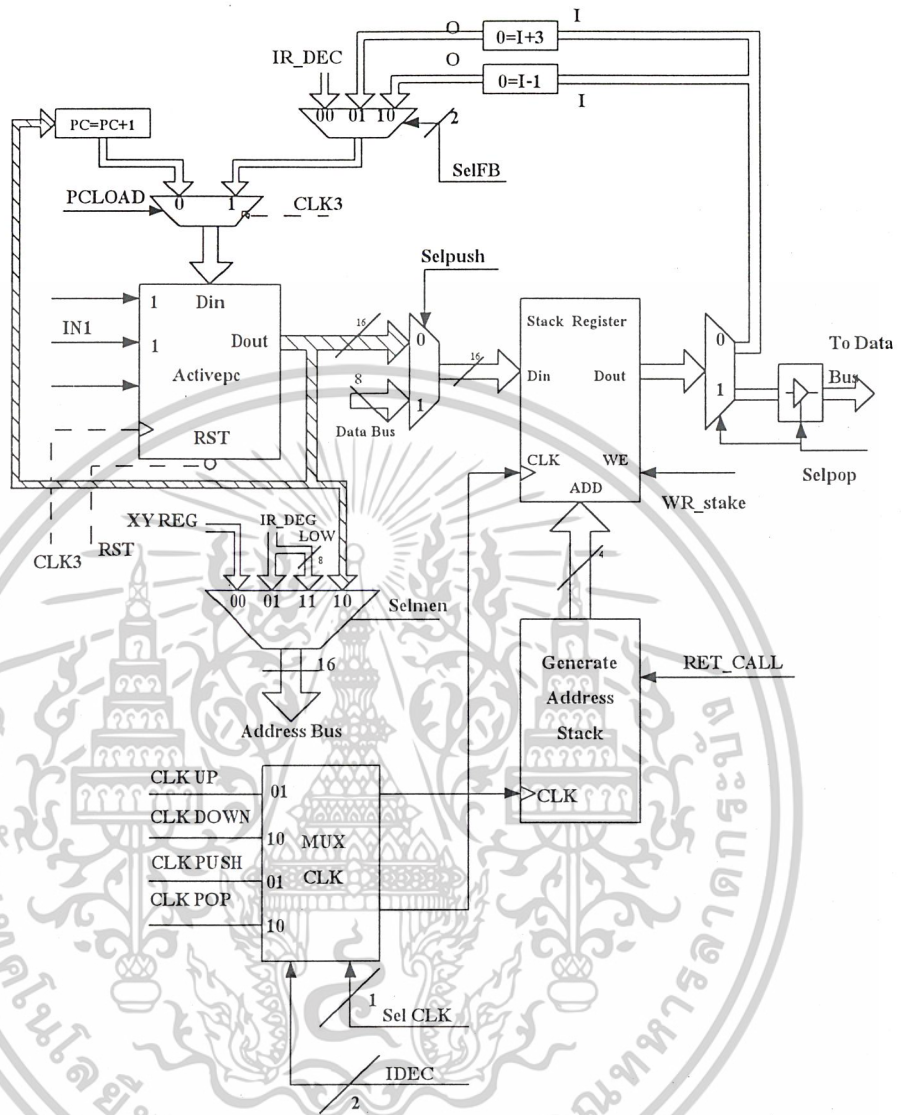 I
O
0=I+3
IR_DEC
O
0=I-1
I
00 01 10
2
PC=PC+1
SelFB
PCLOAD
0 1
CLK3
Selpush
1
Din
IN1
1
Dout
16
Activepc
RST
0
1
16
8
Data Bus
Stack Register
Din
Dout
CLK
WE
ADD
0
1
To Data
Bus
Selpop
WR_stake
4
XY REG
IR_DEG
LOW
8
CLK3
RST
00 01 11 10
Selmen
16
Address Bus
Generate
Address
Stack
RET_CALL
CLK
CLK UP
01
CLK DOWN
10
MUX
CLK PUSH
CLK
01
CLK POP
10
1
Sel CLK
IDEC
2